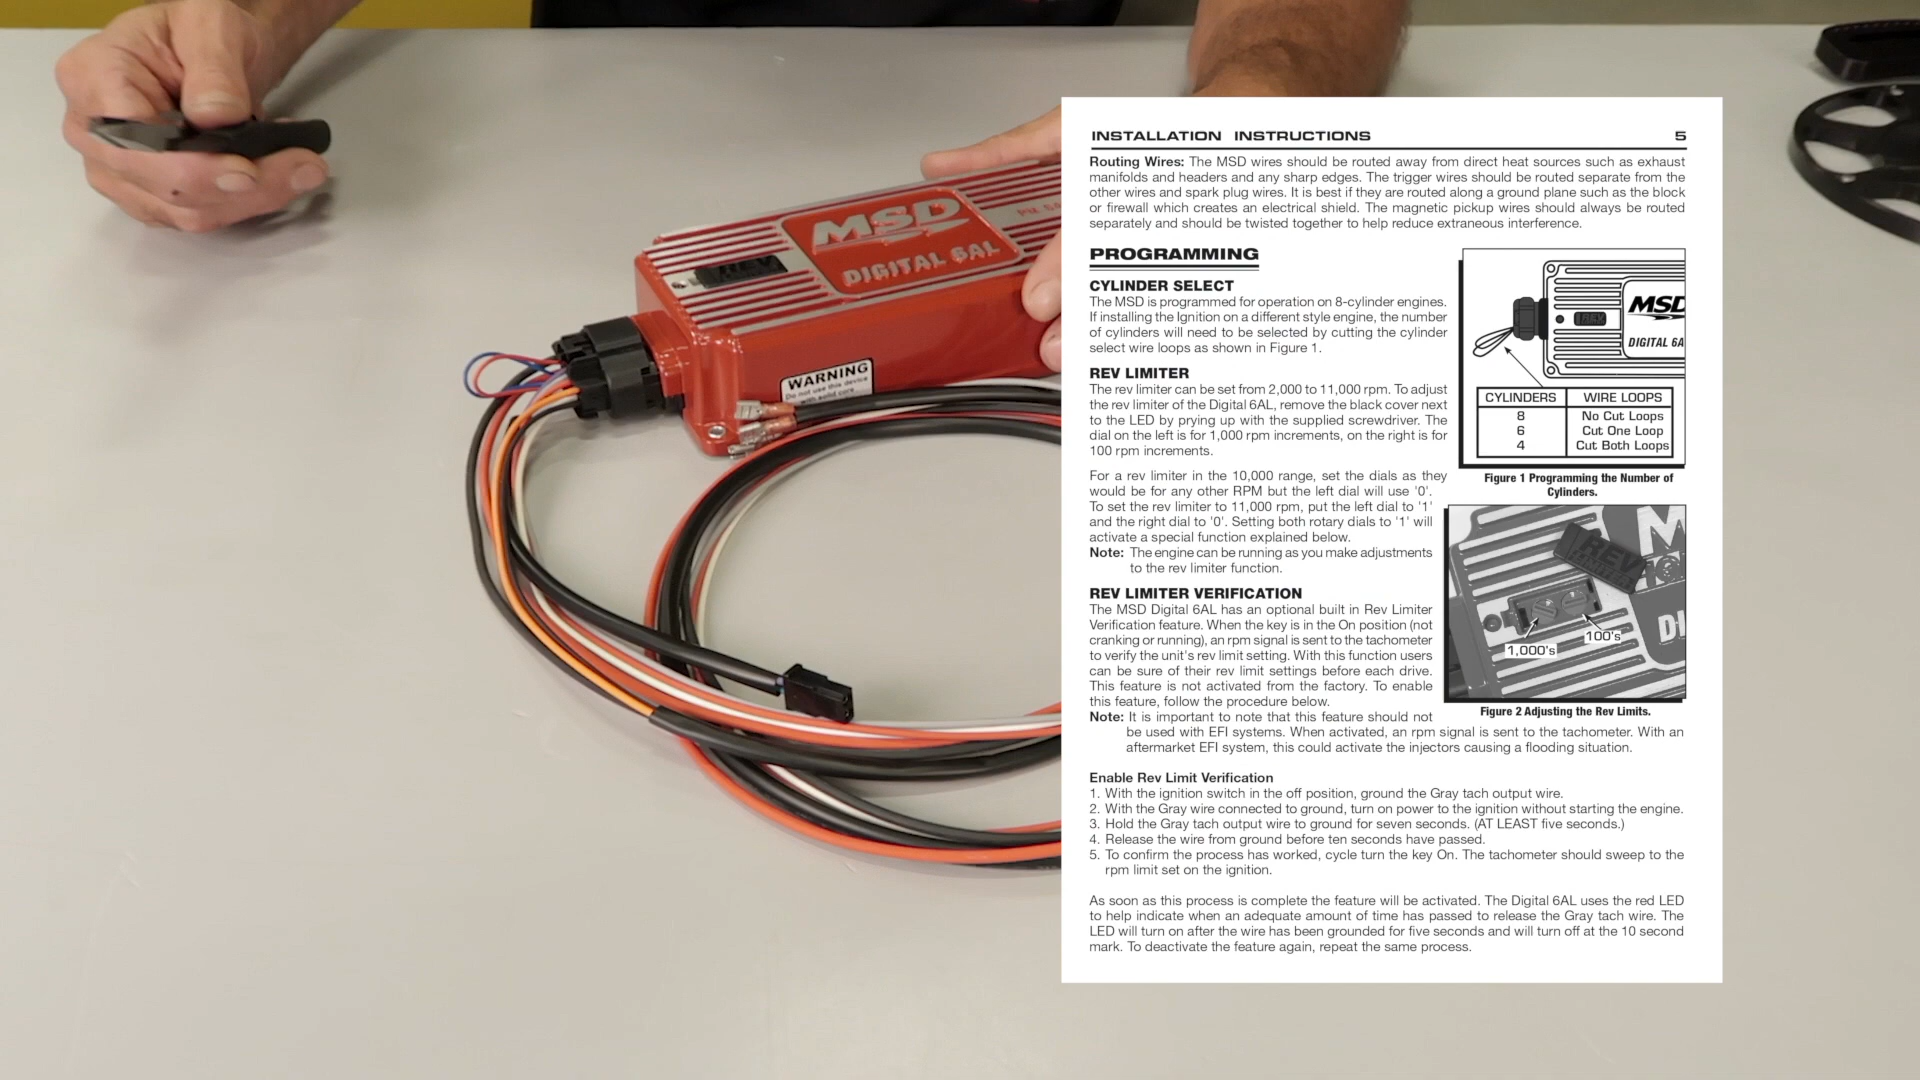 MSD
DIGITAL 6AL
REV
WARNING
Do not use this device
with solid core
INSTALLATION INSTRUCTIONS 5
Routing Wires: The MSD wires should be routed away from direct heat sources such as exhaust
manifolds and headers and any sharp edges. The trigger wires should be routed separate from the
other wires and spark plug wires. It is best if they are routed along a ground plane such as the block
or firewall which creates an electrical shield. The magnetic pickup wires should always be routed
separately and should be twisted together to help reduce extraneous interference.
PROGRAMMING
CYLINDER SELECT
The MSD is programmed for operation on 8-cylinder engines.
If installing the Ignition on a different style engine, the number
of cylinders will need to be selected by cutting the cylinder
select wire loops as shown in Figure 1.
REV LIMITER
The rev limiter can be set from 2,000 to 11,000 rpm. To adjust
the rev limiter of the Digital 6AL, remove the black cover next
to the LED by prying up with the supplied screwdriver. The
dial on the left is for 1,000 rpm increments, on the right is for
100 rpm increments.
For a rev limiter in the 10,000 range, set the dials as they
would be for any other RPM but the left dial will use '0'.
To set the rev limiter to 11,000 rpm, put the left dial to '1'
and the right dial to '0'. Setting both rotary dials to '1' will
activate a special function explained below.
Note: The engine can be running as you make adjustments
to the rev limiter function.
REV LIMITER VERIFICATION
The MSD Digital 6AL has an optional built in Rev Limiter
Verification feature. When the key is in the On position (not
cranking or running), an rpm signal is sent to the tachometer
to verify the unit's rev limit setting. With this function users
can be sure of their rev limit settings before each drive.
This feature is not activated from the factory. To enable
this feature, follow the procedure below.
Note: It is important to note that this feature should not
be used with EFI systems. When activated, an rpm signal is sent to the tachometer. With an
aftermarket EFI system, this could activate the injectors causing a flooding situation.
MSD
REV
DIGITAL 6A
CYLINDERS WIRE LOOPS
8 No Cut Loops
6 Cut One Loop
4 Cut Both Loops
Figure 1 Programming the Number of
Cylinders.
REV
LIMITER
M
DI
100's
1,000's
Figure 2 Adjusting the Rev Limits.
Enable Rev Limit Verification
1. With the ignition switch in the off position, ground the Gray tach output wire.
2. With the Gray wire connected to ground, turn on power to the ignition without starting the engine.
3. Hold the Gray tach output wire to ground for seven seconds. (AT LEAST five seconds.)
4. Release the wire from ground before ten seconds have passed.
5. To confirm the process has worked, cycle turn the key On. The tachometer should sweep to the
rpm limit set on the ignition.
As soon as this process is complete the feature will be activated. The Digital 6AL uses the red LED
to help indicate when an adequate amount of time has passed to release the Gray tach wire. The
LED will turn on after the wire has been grounded for five seconds and will turn off at the 10 second
mark. To deactivate the feature again, repeat the same process.